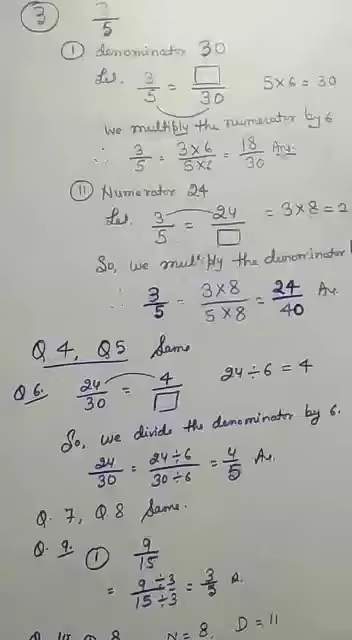 ③ 3/5
Ⓘ denominator 30
Let. 3/5 = □/30 5×6 = 30
We multiply the numerator by 6
∴ 3/5 = 3×6/5×6 = 18/30 Ans.
Ⓘⓘ Numerator 24
Let. 3/5 = 24/□ = 3×8 = 2
So, we multiply the denominator
∴ 3/5 = 3×8/5×8 = 24/40 An.
Q 4, Q5 Same
Q 6. 24/30 = 4/□ 24÷6 = 4
So, we divide the denominator by 6.
24/30 = 24÷6/30÷6 = 4/5 An.
Q. 7, Q. 8 Same.
Q. 9. Ⓘ 9/15
= 9÷3/15÷3 = 3/5 A.
N = 8, D = 11